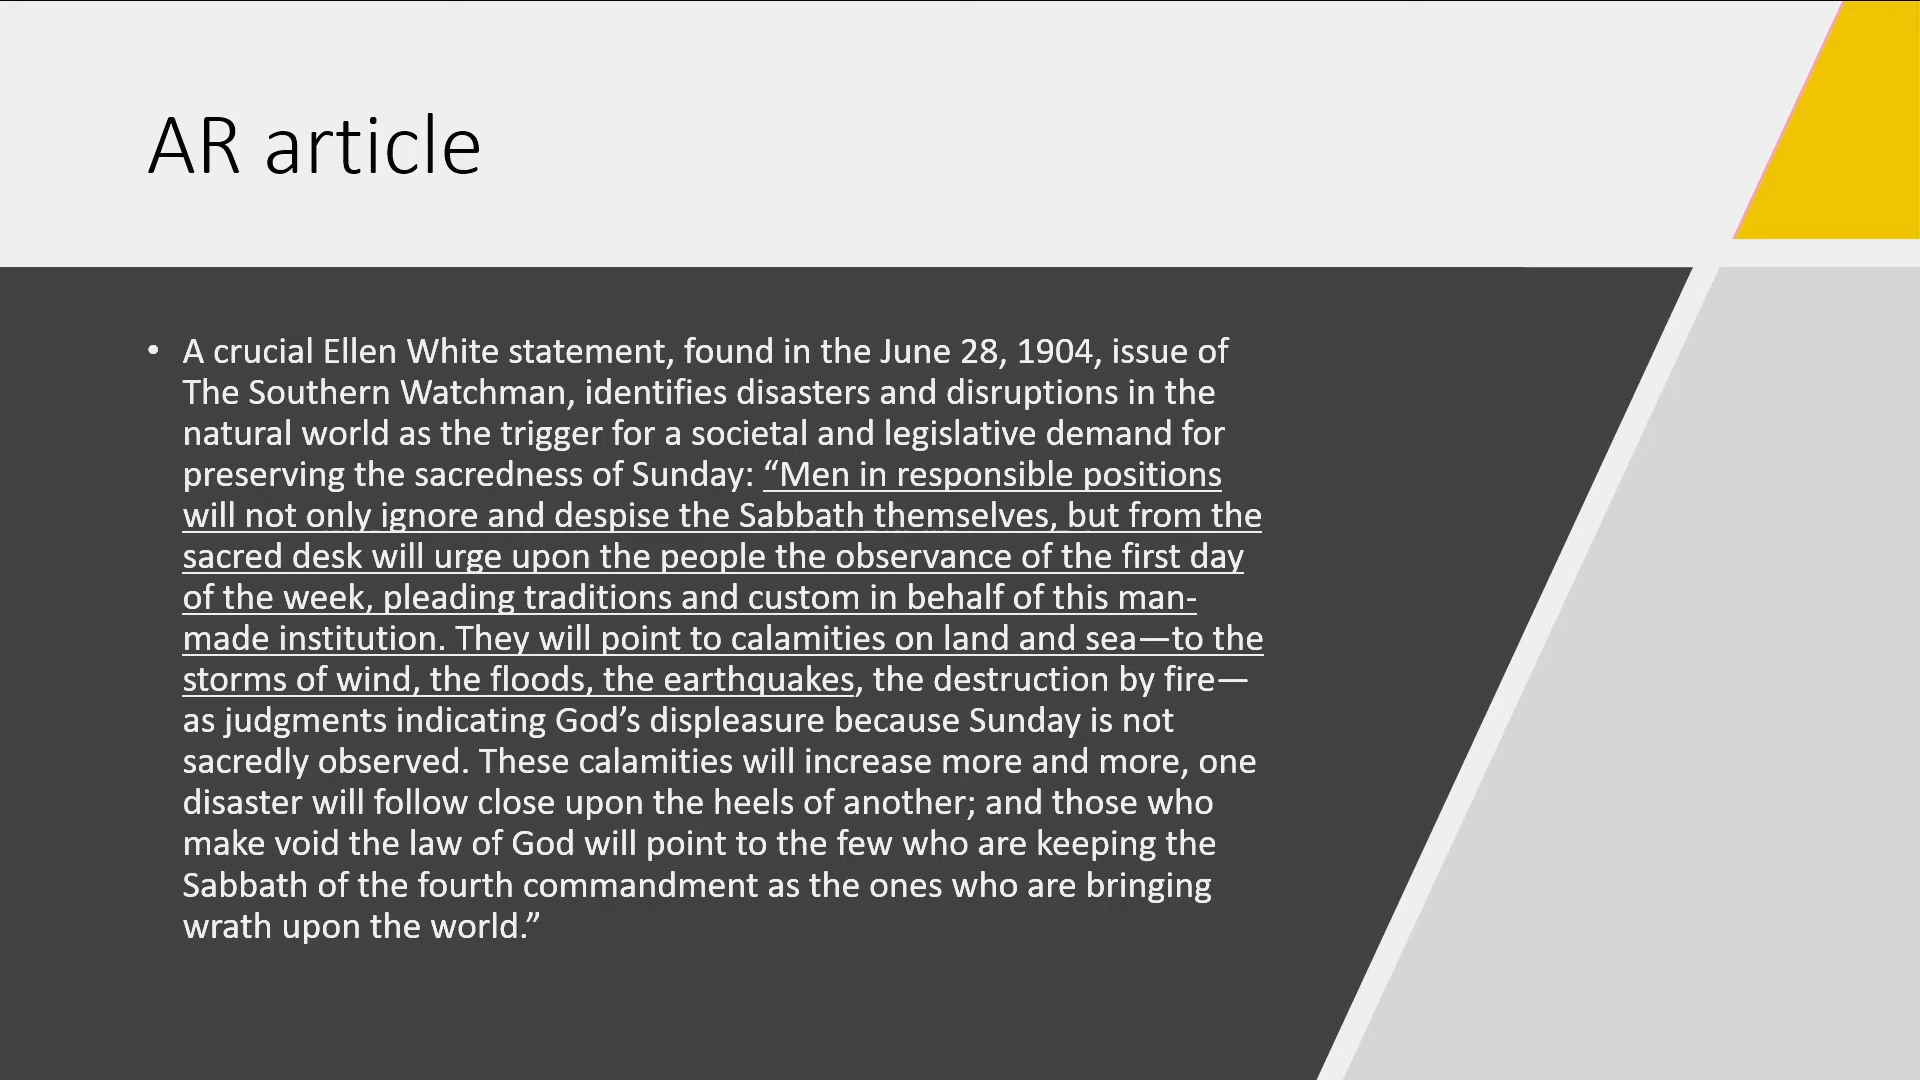 AR article
• A crucial Ellen White statement, found in the June 28, 1904, issue of
The Southern Watchman, identifies disasters and disruptions in the
natural world as the trigger for a societal and legislative demand for
preserving the sacredness of Sunday: “Men in responsible positions
will not only ignore and despise the Sabbath themselves, but from the
sacred desk will urge upon the people the observance of the first day
of the week, pleading traditions and custom in behalf of this man-
made institution. They will point to calamities on land and sea—to the
storms of wind, the floods, the earthquakes, the destruction by fire—
as judgments indicating God’s displeasure because Sunday is not
sacredly observed. These calamities will increase more and more, one
disaster will follow close upon the heels of another; and those who
make void the law of God will point to the few who are keeping the
Sabbath of the fourth commandment as the ones who are bringing
wrath upon the world.”